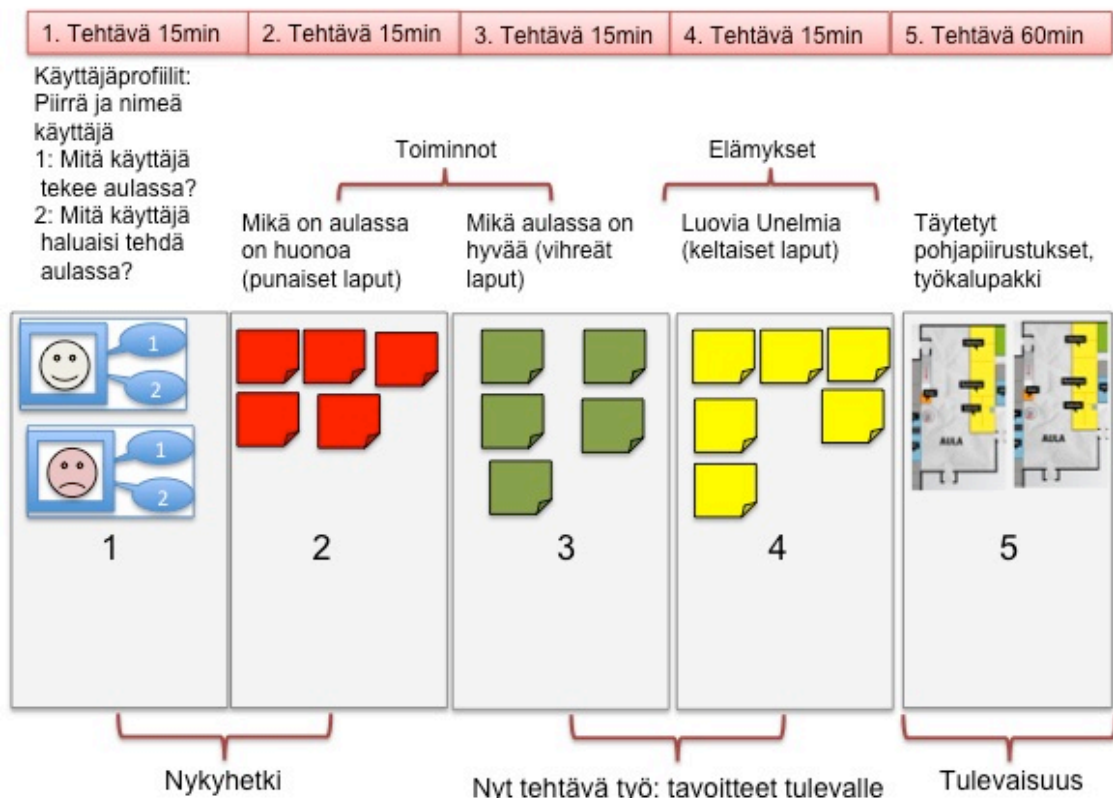 1. Tehtävä 15min
2. Tehtävä 15min
3. Tehtävä 15min
4. Tehtävä 15min
5. Tehtävä 60min
Käyttäjäprofiilit:
Piirrä ja nimeä
käyttäjä
1: Mitä käyttäjä
tekee aulassa?
2: Mitä käyttäjä
haluaisi tehdä
aulassa?
Toiminnot
Elämykset
Mikä on aulassa
on huonoa
(punaiset laput)
Mikä aulassa on
hyvää (vihreät
laput)
Luovia Unelmia
(keltaiset laput)
Täytetyt
pohjapiirustukset,
työkalupakki
1
2
1
2
AULA
AULA
1
2
3
4
5
Nykyhetki
Nyt tehtävä työ: tavoitteet tulevalle
Tulevaisuus